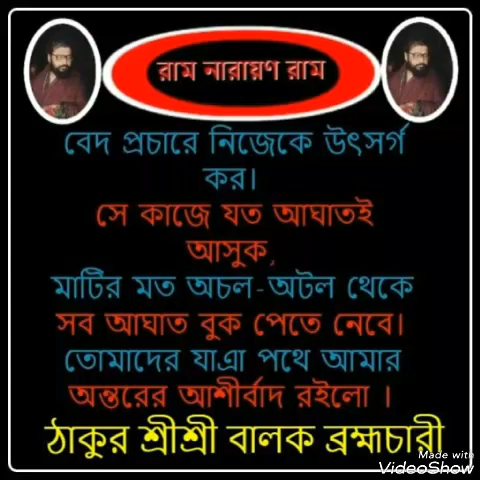 রাম নারায়ণ রাম
বেদ প্রচারে নিজেকে উৎসর্গ
কর।
সে কাজে যত আঘাতই
আসুক,
মাটির মত অচল-অটল থেকে
সব আঘাত বুক পেতে নেবে।
তোমাদের যাএা পথে আমার
অন্তরের আশীর্বাদ রইলো ।
ঠাকুর শ্রীশ্রী বালক ব্রহ্মচারী
Made with
VideoShow